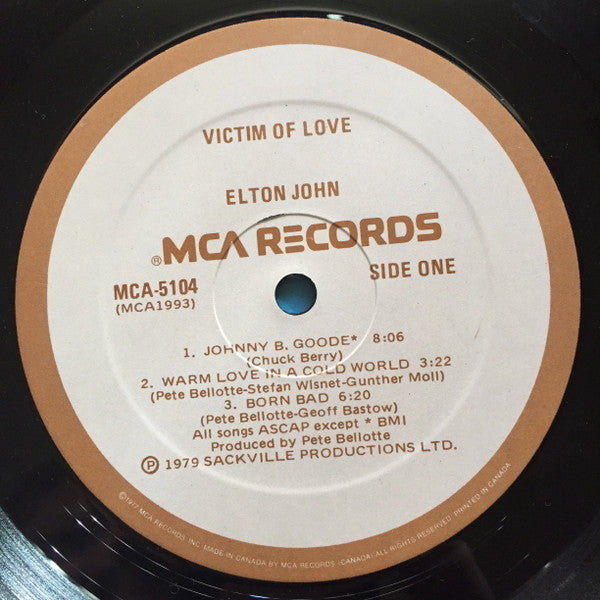 VICTIM OF LOVE
ELTON JOHN
®MCA RECORDS
MCA-5104
(MCA1993)
SIDE ONE
1. JOHNNY B. GOODE* 8:06
(Chuck Berry)
2. WARM LOVE IN A COLD WORLD 3:22
(Pete Bellotte-Stefan Wisnet-Gunther Moll)
3. BORN BAD 6:20
(Pete Bellotte-Geoff Bastow)
All songs ASCAP except * BMI
Produced by Pete Bellotte
℗ 1979 SACKVILLE PRODUCTIONS LTD.
©1977 MCA RECORDS, INC. MADE IN CANADA BY MCA RECORDS (CANADA) ALL RIGHTS RESERVED. PRINTED IN CANADA.